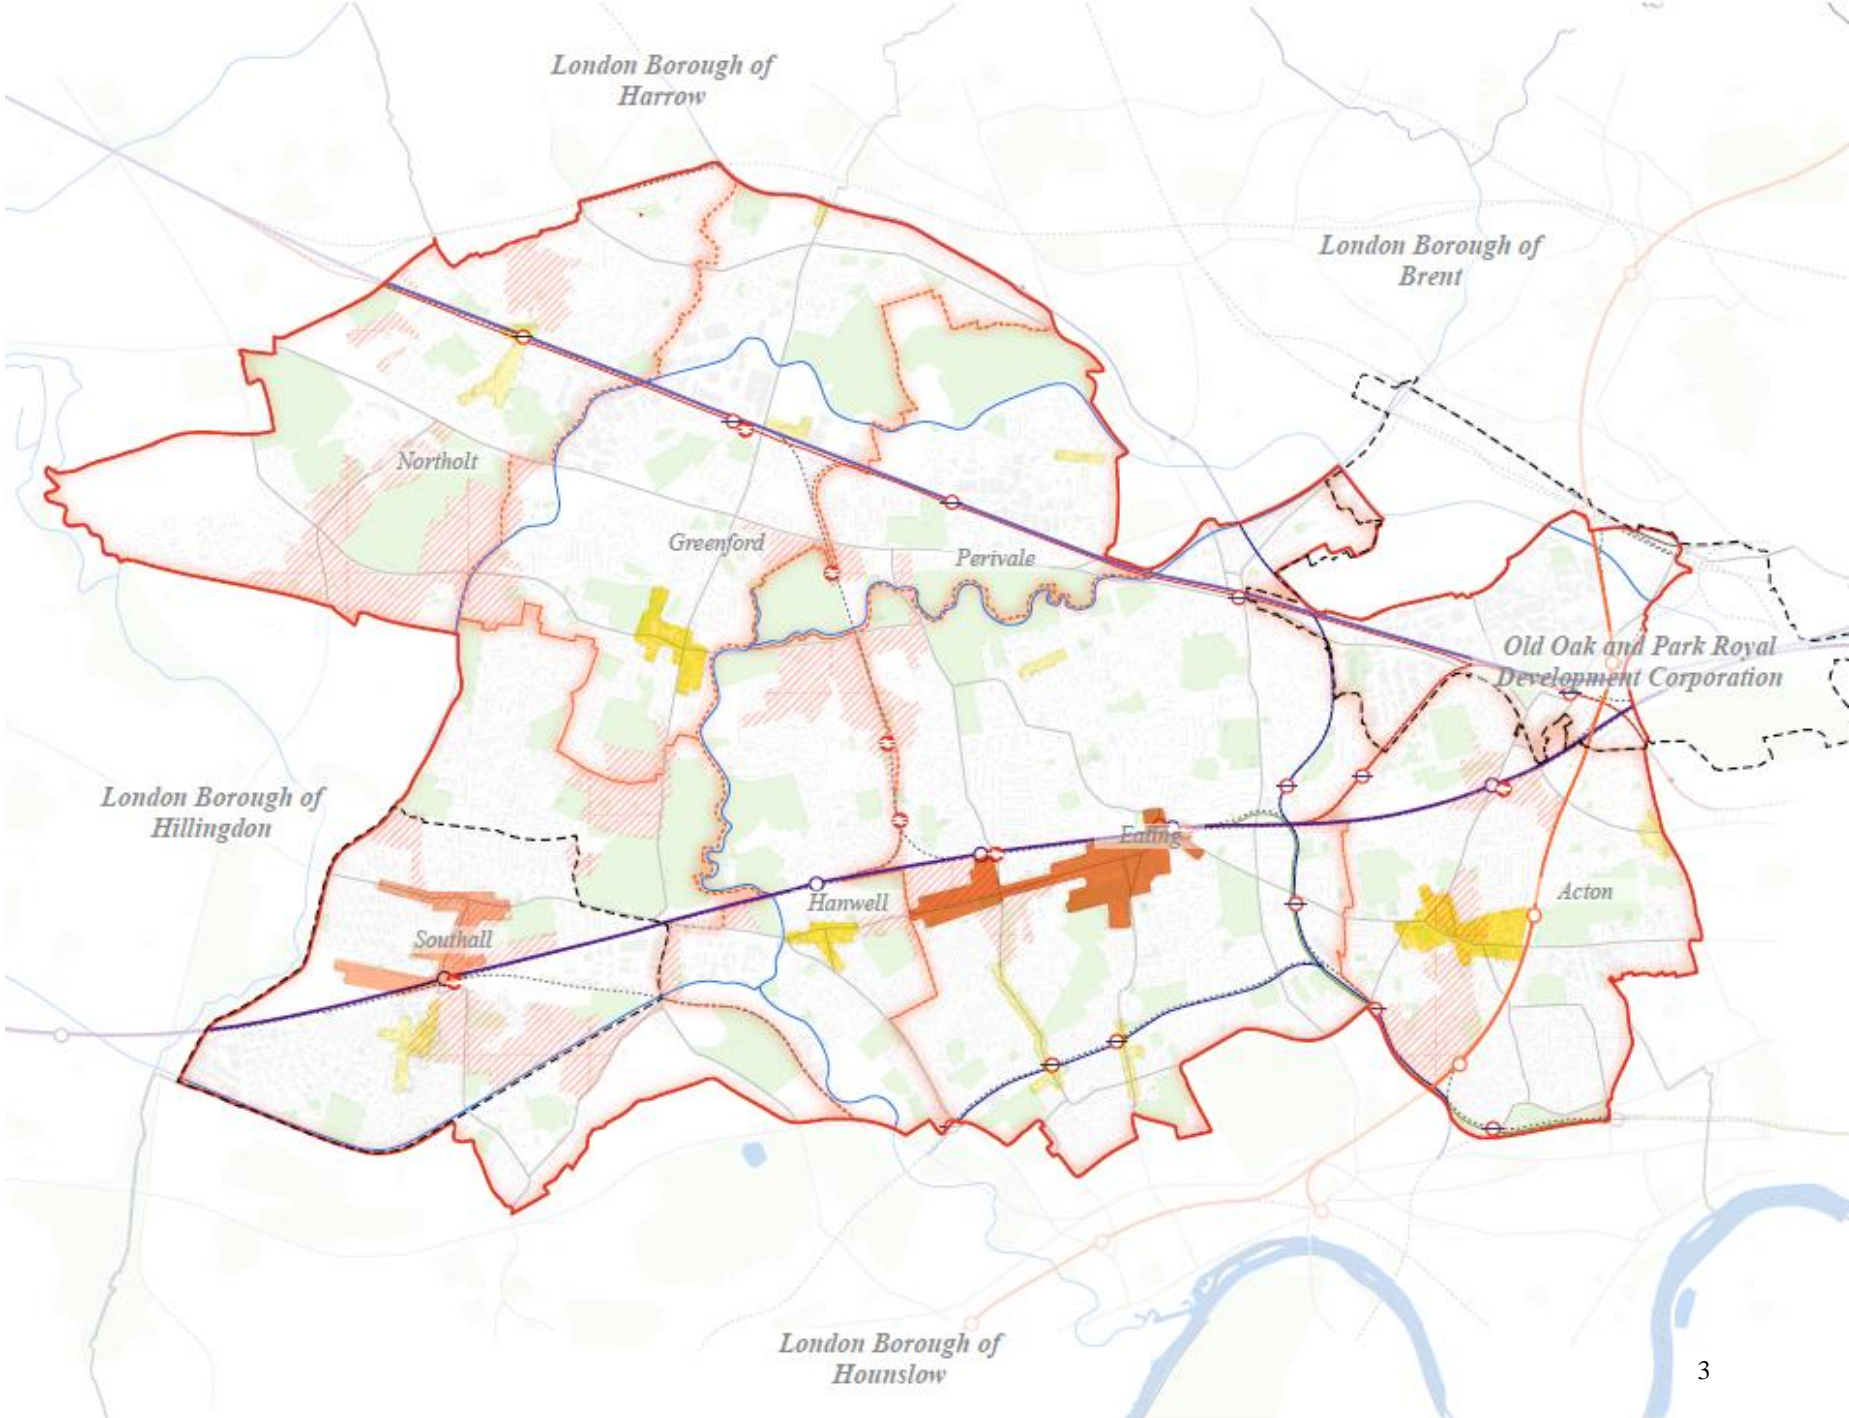 London Borough of
Harrow
London Borough of
Brent
Northolt
Greenford
Perivale
Old Oak and Park Royal
Development Corporation
London Borough of
Hillingdon
Ealing
Hanwell
Acton
Southall
London Borough of
Hounslow
3